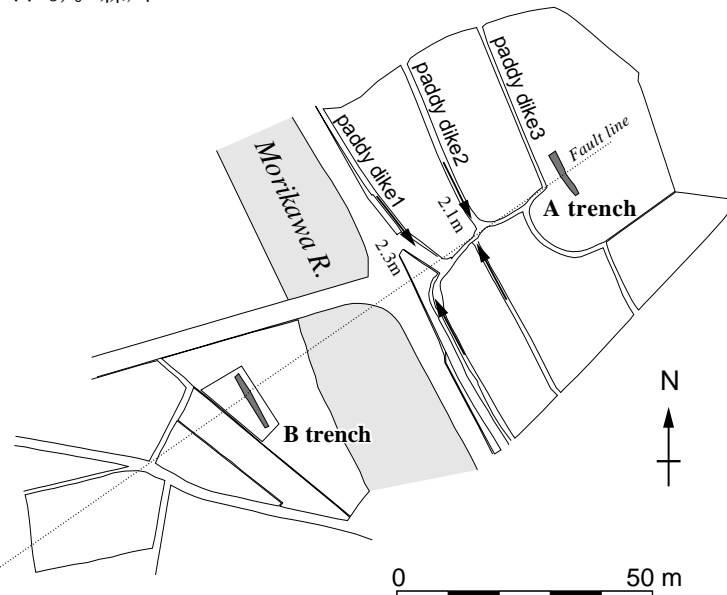 paddy dike1
paddy dike2
paddy dike3
Fault line
A trench
Morikawa R.
2.1m
2.3m
B trench
N
0
50 m